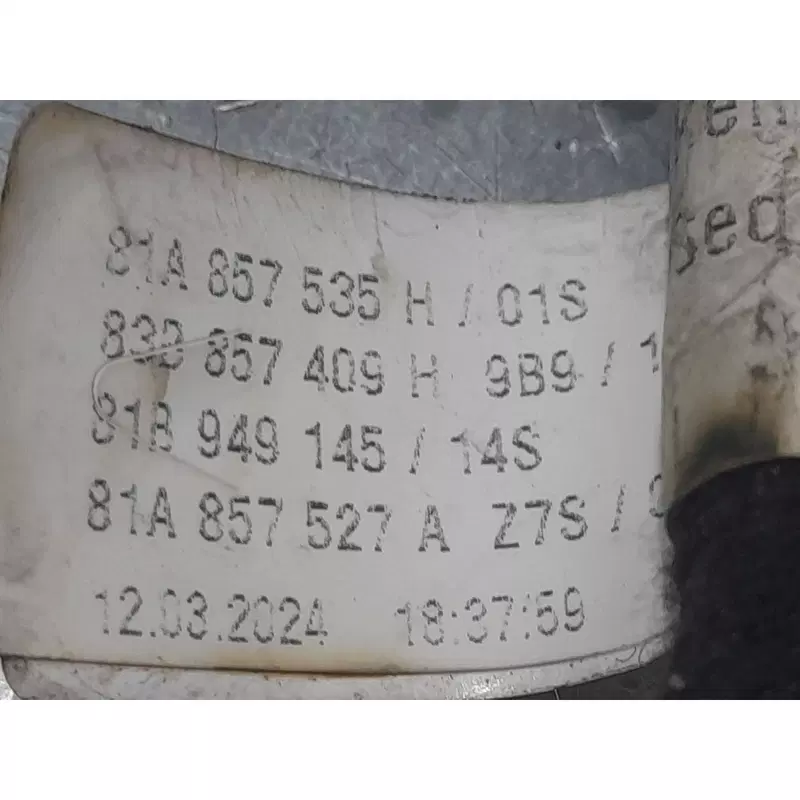 sed
81A 857 535 H / 01S
83B 857 409 H 9B9 /
81B 949 145 / 14S
81A 857 527 A Z7S /
12.03.2024 18:37:59